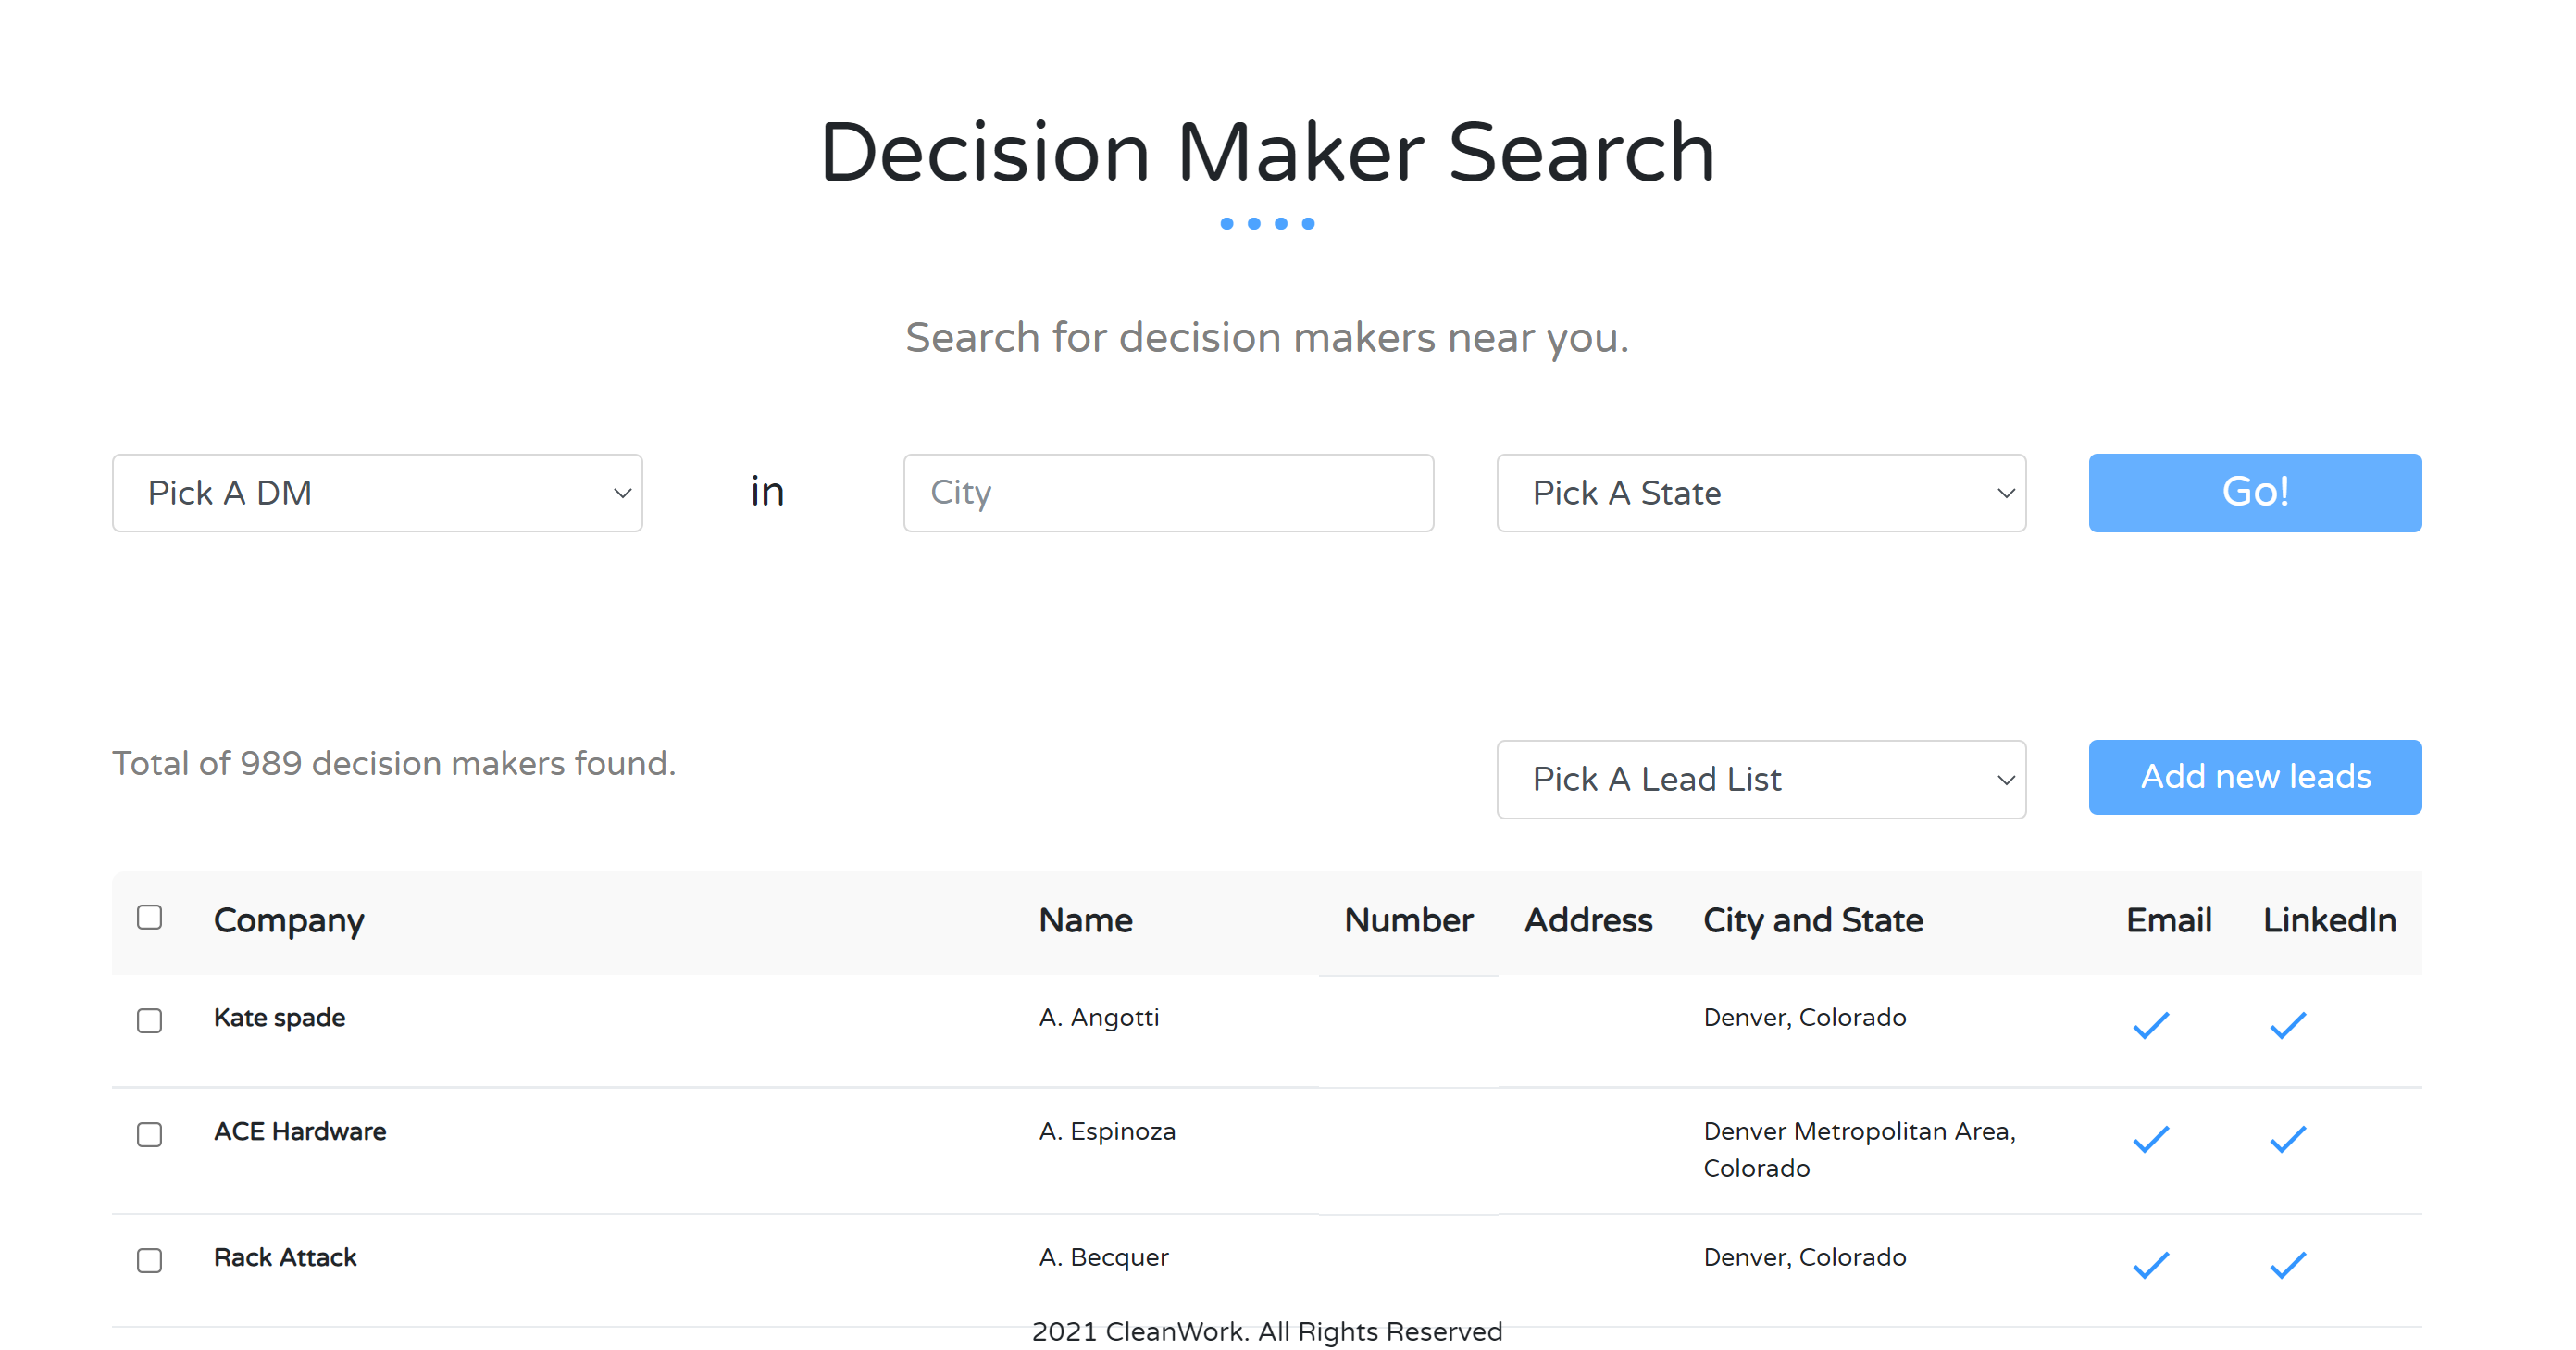 Decision Maker Search
Search for decision makers near you.
Pick A DM in City Pick A State Go!
Total of 989 decision makers found. Pick A Lead List Add new leads
Company Name Number Address City and State Email LinkedIn
Kate spade A. Angotti Denver, Colorado
ACE Hardware A. Espinoza Denver Metropolitan Area,
Colorado
Rack Attack A. Becquer Denver, Colorado
2021 CleanWork. All Rights Reserved